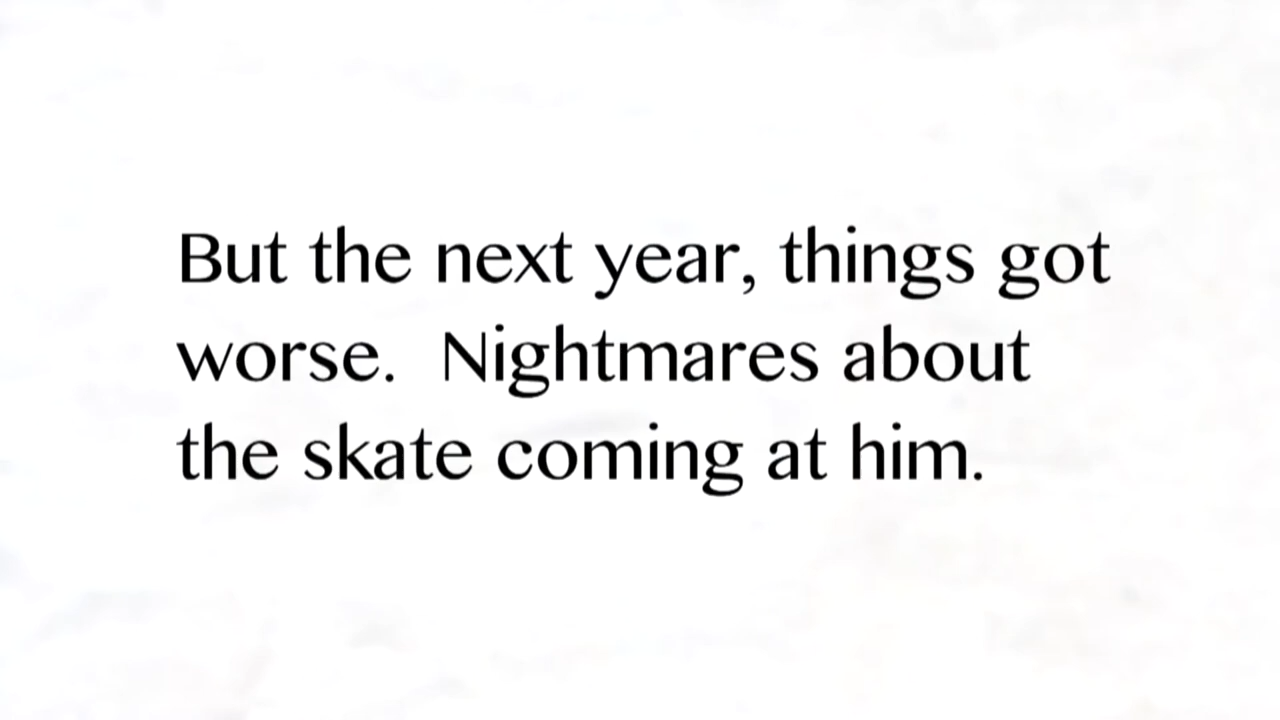 But the next year, things got
worse.  Nightmares about
the skate coming at him.